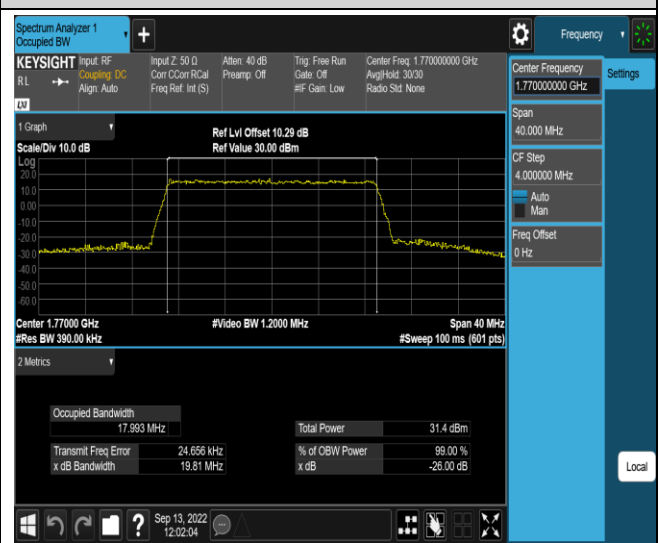 Spectrum Analyzer 1
Occupied BW
Frequency
KEYSIGHT
RL
Input: RF
Coupling: DC
Align: Auto
Input Z: 50 Ω
Corr CCorr RCal
Freq Ref: Int (S)
Atten: 40 dB
Preamp: Off
Trig: Free Run
Gate: Off
#IF Gain: Low
Center Freq: 1.770000000 GHz
Avg|Hold: 30/30
Radio Std: None
LXI
1 Graph
Scale/Div 10.0 dB
Ref Lvl Offset 10.29 dB
Ref Value 30.00 dBm
Log
20.0
10.0
0.00
-10.0
-20.0
-30.0
-40.0
-50.0
-60.0
Center 1.77000 GHz
#Video BW 1.2000 MHz
Span 40 MHz
#Res BW 390.00 kHz
#Sweep 100 ms (601 pts)
2 Metrics
Occupied Bandwidth
17.993 MHz
Total Power 31.4 dBm
Transmit Freq Error 24.656 kHz
% of OBW Power 99.00 %
x dB Bandwidth 19.81 MHz
x dB -26.00 dB
Center Frequency
1.770000000 GHz
Settings
Span
40.000 MHz
CF Step
4.000000 MHz
Auto
Man
Freq Offset
0 Hz
Local
?
Sep 13, 2022
12:02:04